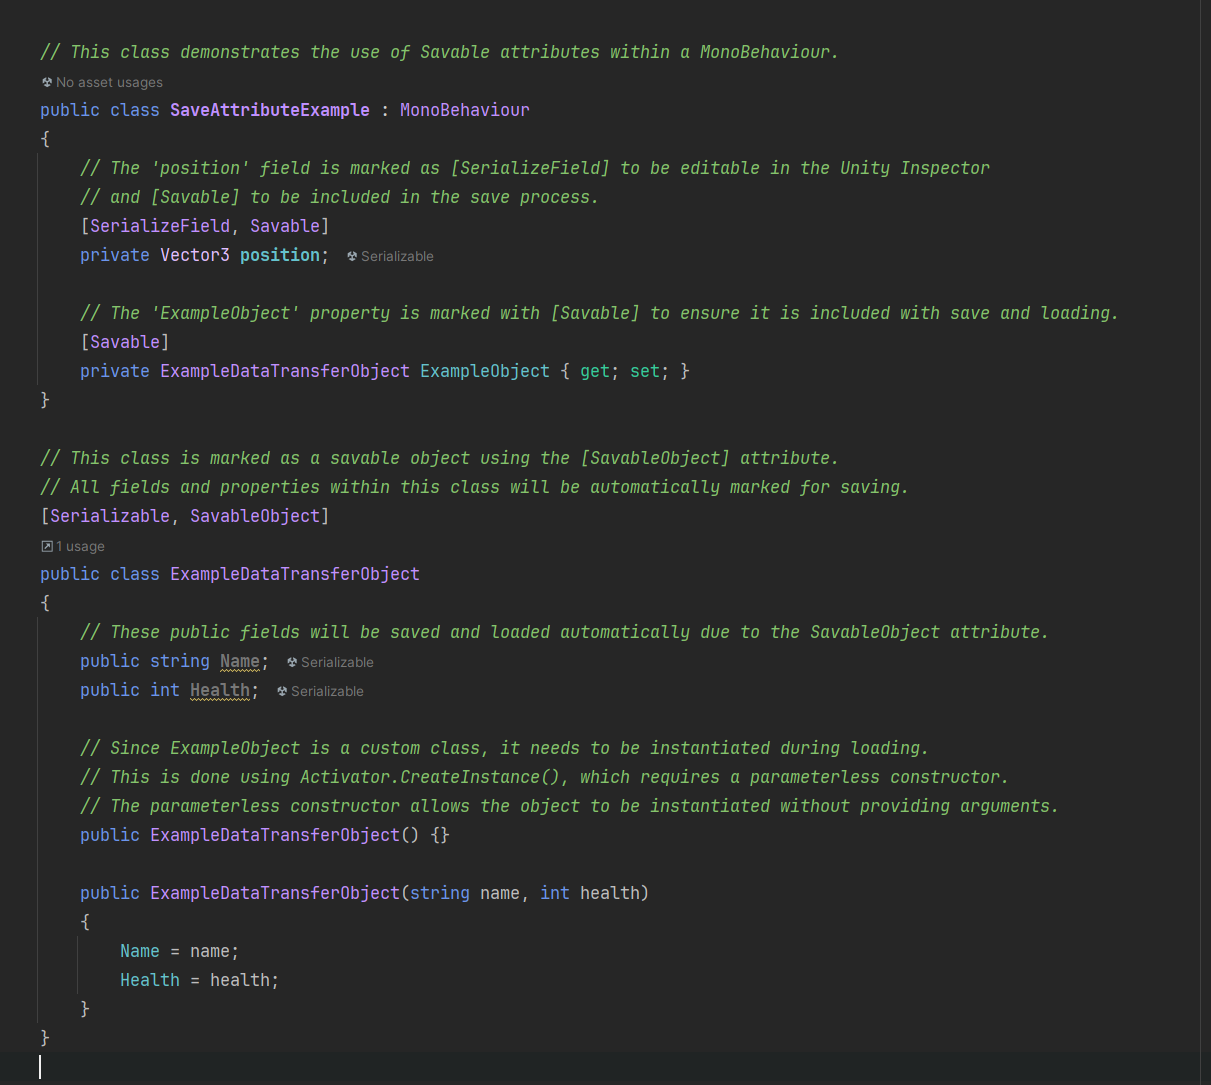 // This class demonstrates the use of Savable attributes within a MonoBehaviour.
No asset usages
public class SaveAttributeExample : MonoBehaviour
{
// The 'position' field is marked as [SerializeField] to be editable in the Unity Inspector
// and [Savable] to be included in the save process.
[SerializeField, Savable]
private Vector3 position; Serializable
// The 'ExampleObject' property is marked with [Savable] to ensure it is included with save and loading.
[Savable]
private ExampleDataTransferObject ExampleObject { get; set; }
}
// This class is marked as a savable object using the [SavableObject] attribute.
// All fields and properties within this class will be automatically marked for saving.
[Serializable, SavableObject]
1 usage
public class ExampleDataTransferObject
{
// These public fields will be saved and loaded automatically due to the SavableObject attribute.
public string Name; Serializable
public int Health; Serializable
// Since ExampleObject is a custom class, it needs to be instantiated during loading.
// This is done using Activator.CreateInstance(), which requires a parameterless constructor.
// The parameterless constructor allows the object to be instantiated without providing arguments.
public ExampleDataTransferObject() {}
public ExampleDataTransferObject(string name, int health)
{
Name = name;
Health = health;
}
}